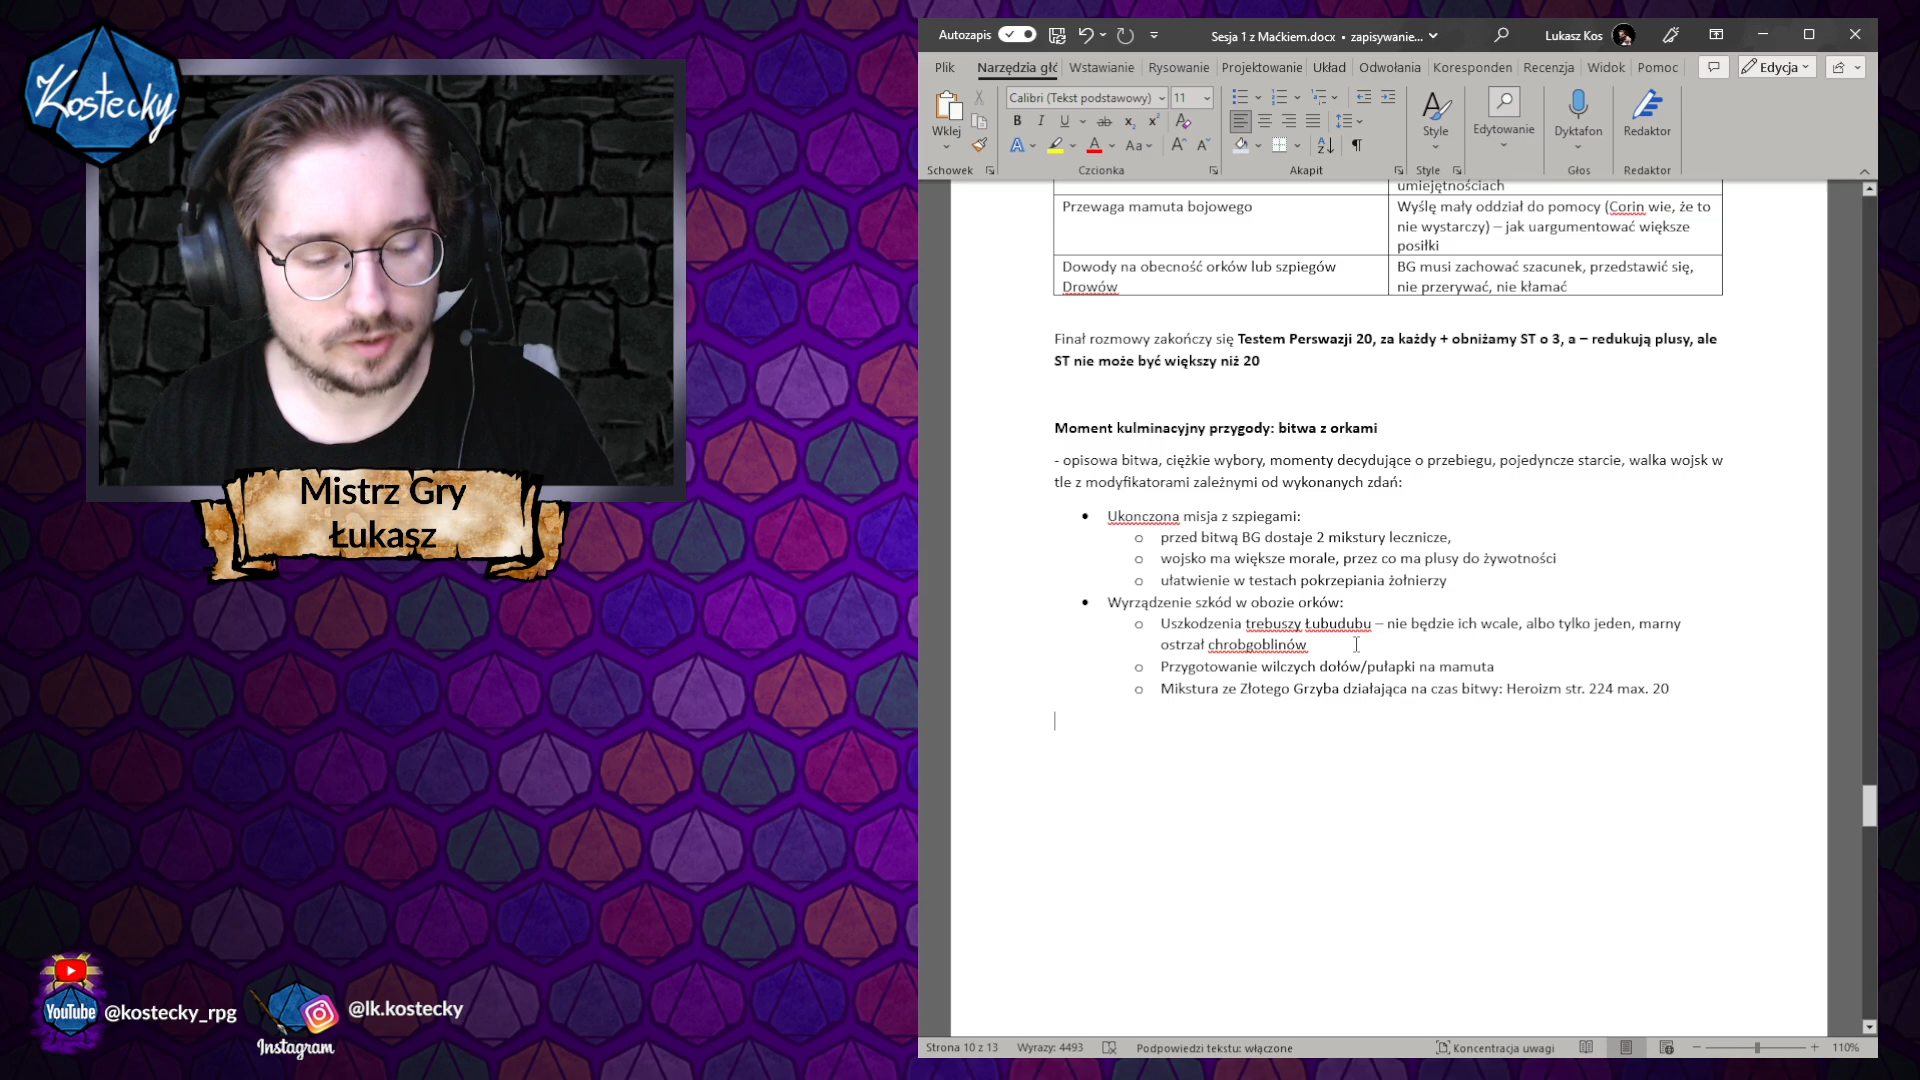 Kostecky
Mistrz Gry
Łukasz
YouTube
@kostecky_rpg
Instagram
@lk.kostecky
Autozapis
Sesja 1 z Maćkiem.docx • zapisywanie...
Lukasz Kos
Plik
Narzędzia głó
Wstawianie
Rysowanie
Projektowanie
Układ
Odwołania
Koresponden
Recenzja
Widok
Pomoc
Edycja
Wklej
Calibri (Tekst podstawowy)
11
Style
Edytowanie
Dyktafon
Redaktor
Schowek
Czcionka
Akapit
Style
Głos
Redaktor
umiejętnościach
Przewaga mamuta bojowego
Wyślę mały oddział do pomocy (Corin wie, że to
nie wystarczy) – jak uargumentować większe
posiłki
Dowody na obecność orków lub szpiegów
Drowów
BG musi zachować szacunek, przedstawić się,
nie przerywać, nie kłamać
Finał rozmowy zakończy się Testem Perswazji 20, za każdy + obniżamy ST o 3, a – redukują plusy, ale
ST nie może być większy niż 20
Moment kulminacyjny przygody: bitwa z orkami
- opisowa bitwa, ciężkie wybory, momenty decydujące o przebiegu, pojedyncze starcie, walka wojsk w
tle z modyfikatorami zależnymi od wykonanych zdań:
• Ukonczona misja z szpiegami:
o przed bitwą BG dostaje 2 mikstury lecznicze,
o wojsko ma większe morale, przez co ma plusy do żywotności
o ułatwienie w testach pokrzepiania żołnierzy
• Wyrządzenie szkód w obozie orków:
o Uszkodzenia trebuszy Łubudubu – nie będzie ich wcale, albo tylko jeden, marny
ostrzał chrobgoblinów
o Przygotowanie wilczych dołów/pułapki na mamuta
o Mikstura ze Złotego Grzyba działająca na czas bitwy: Heroizm str. 224 max. 20
Strona 10 z 13
Wyrazy: 4493
Podpowiedzi tekstu: włączone
Koncentracja uwagi
110%